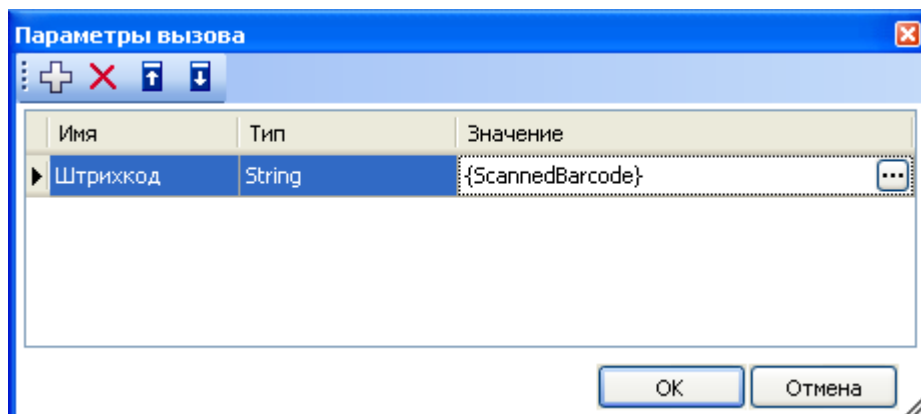 Параметры вызова
Имя Тип Значение
Штрихкод String {ScannedBarcode}
OK Отмена